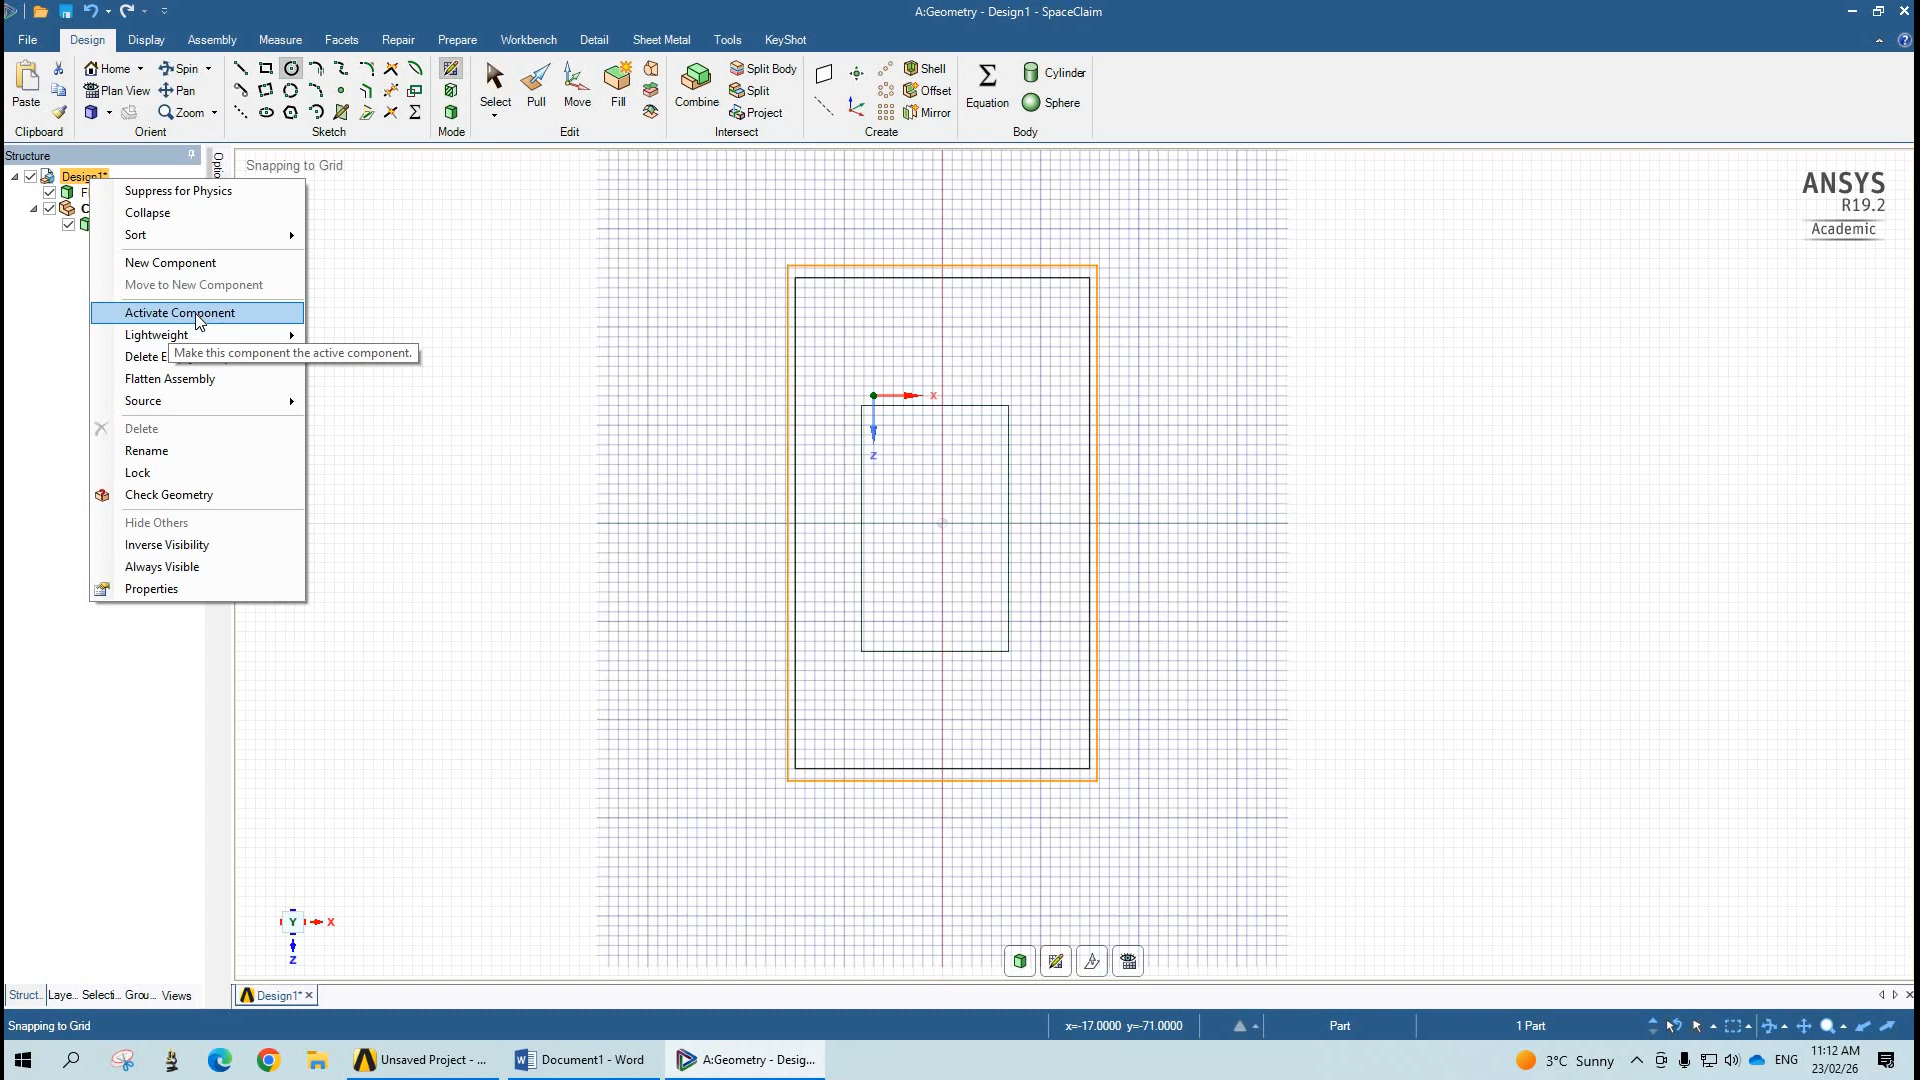 A:Geometry - Design1 - SpaceClaim
File Design Display Assembly Measure Facets Repair Prepare Workbench Detail Sheet Metal Tools KeyShot
Paste
Clipboard
Home Spin
Plan View Pan
Zoom
Orient
Sketch
Mode
Select Pull Move Fill
Edit
Combine
Split Body
Split
Project
Intersect
Shell
Offset
Mirror
Create
Equation
Cylinder
Sphere
Body
Structure
Optio
Snapping to Grid
Design1*
F
C
Suppress for Physics
Collapse
Sort
New Component
Move to New Component
Activate Component
Lightweight
Make this component the active component.
Delete E
Flatten Assembly
Source
Delete
Rename
Lock
Check Geometry
Hide Others
Inverse Visibility
Always Visible
Properties
ANSYS
R19.2
Academic
X
Z
Y X
Z
Struct... Laye... Selecti... Grou... Views
Design1*
Snapping to Grid
x=-17.0000 y=-71.0000
Part
1 Part
Unsaved Project - ...
Document1 - Word
A:Geometry - Desig...
3°C Sunny
ENG
11:12 AM
23/02/26